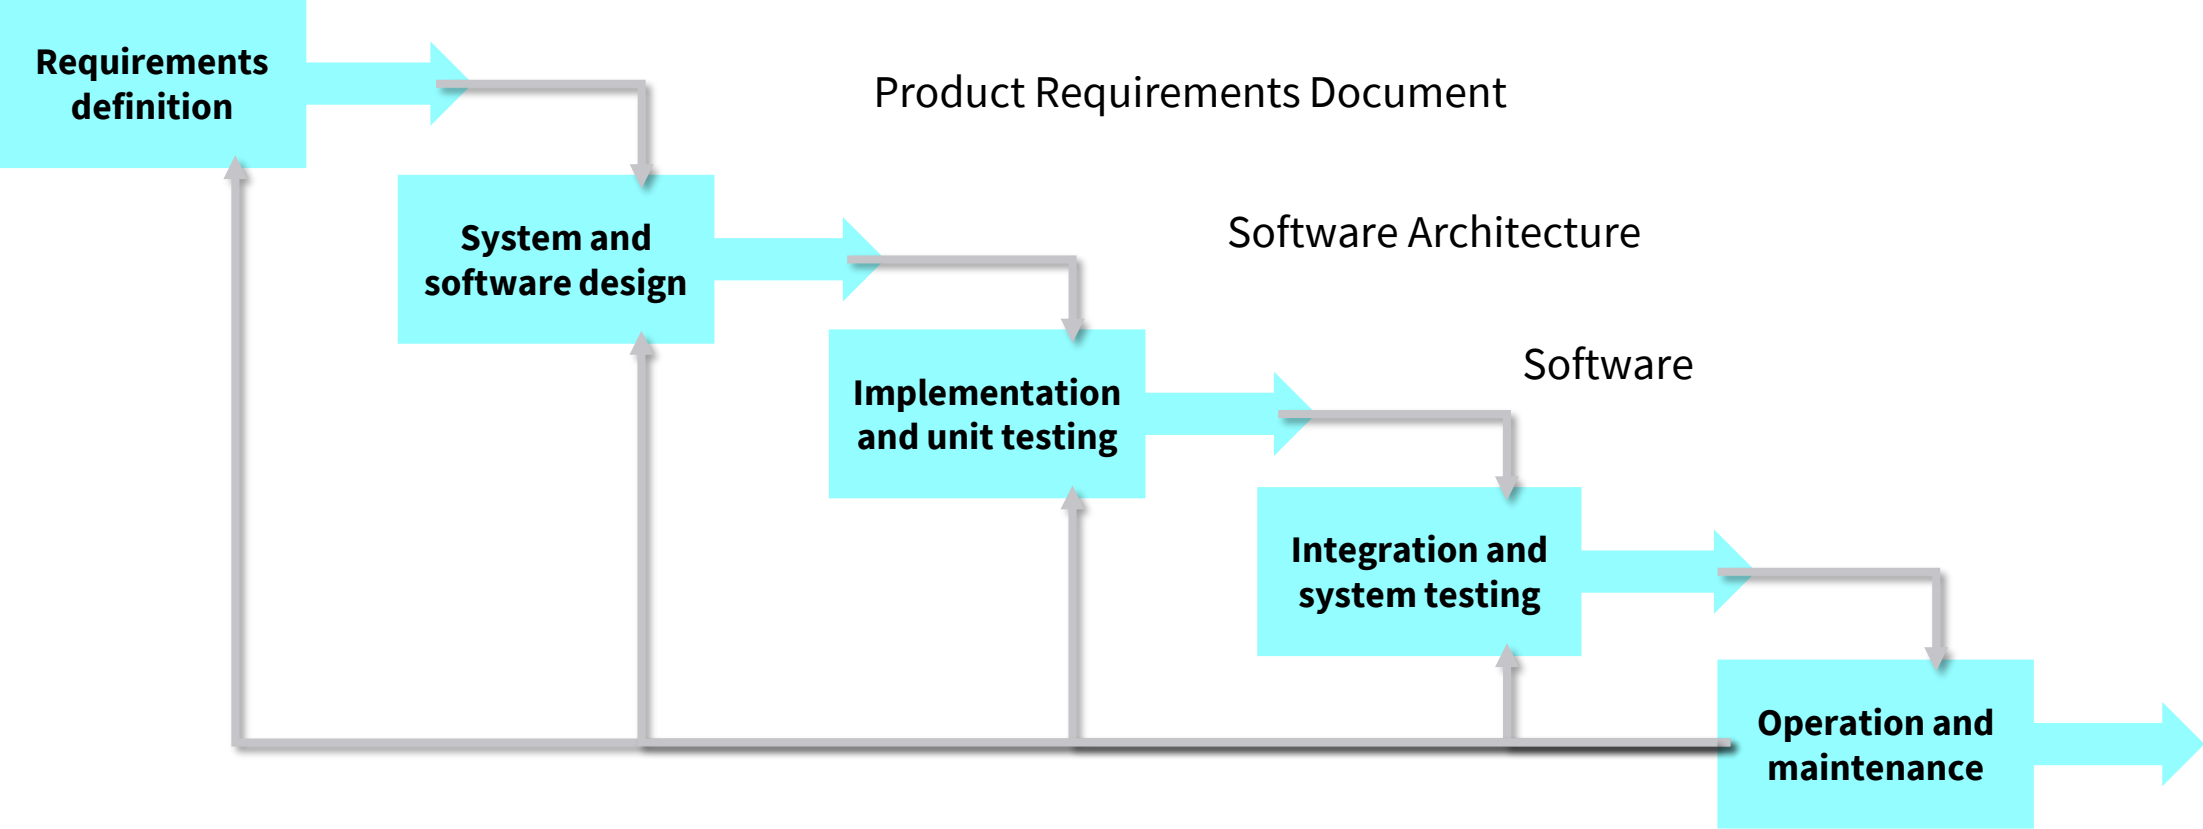 Requirements
definition
Product Requirements Document
System and
software design
Software Architecture
Implementation
and unit testing
Software
Integration and
system testing
Operation and
maintenance